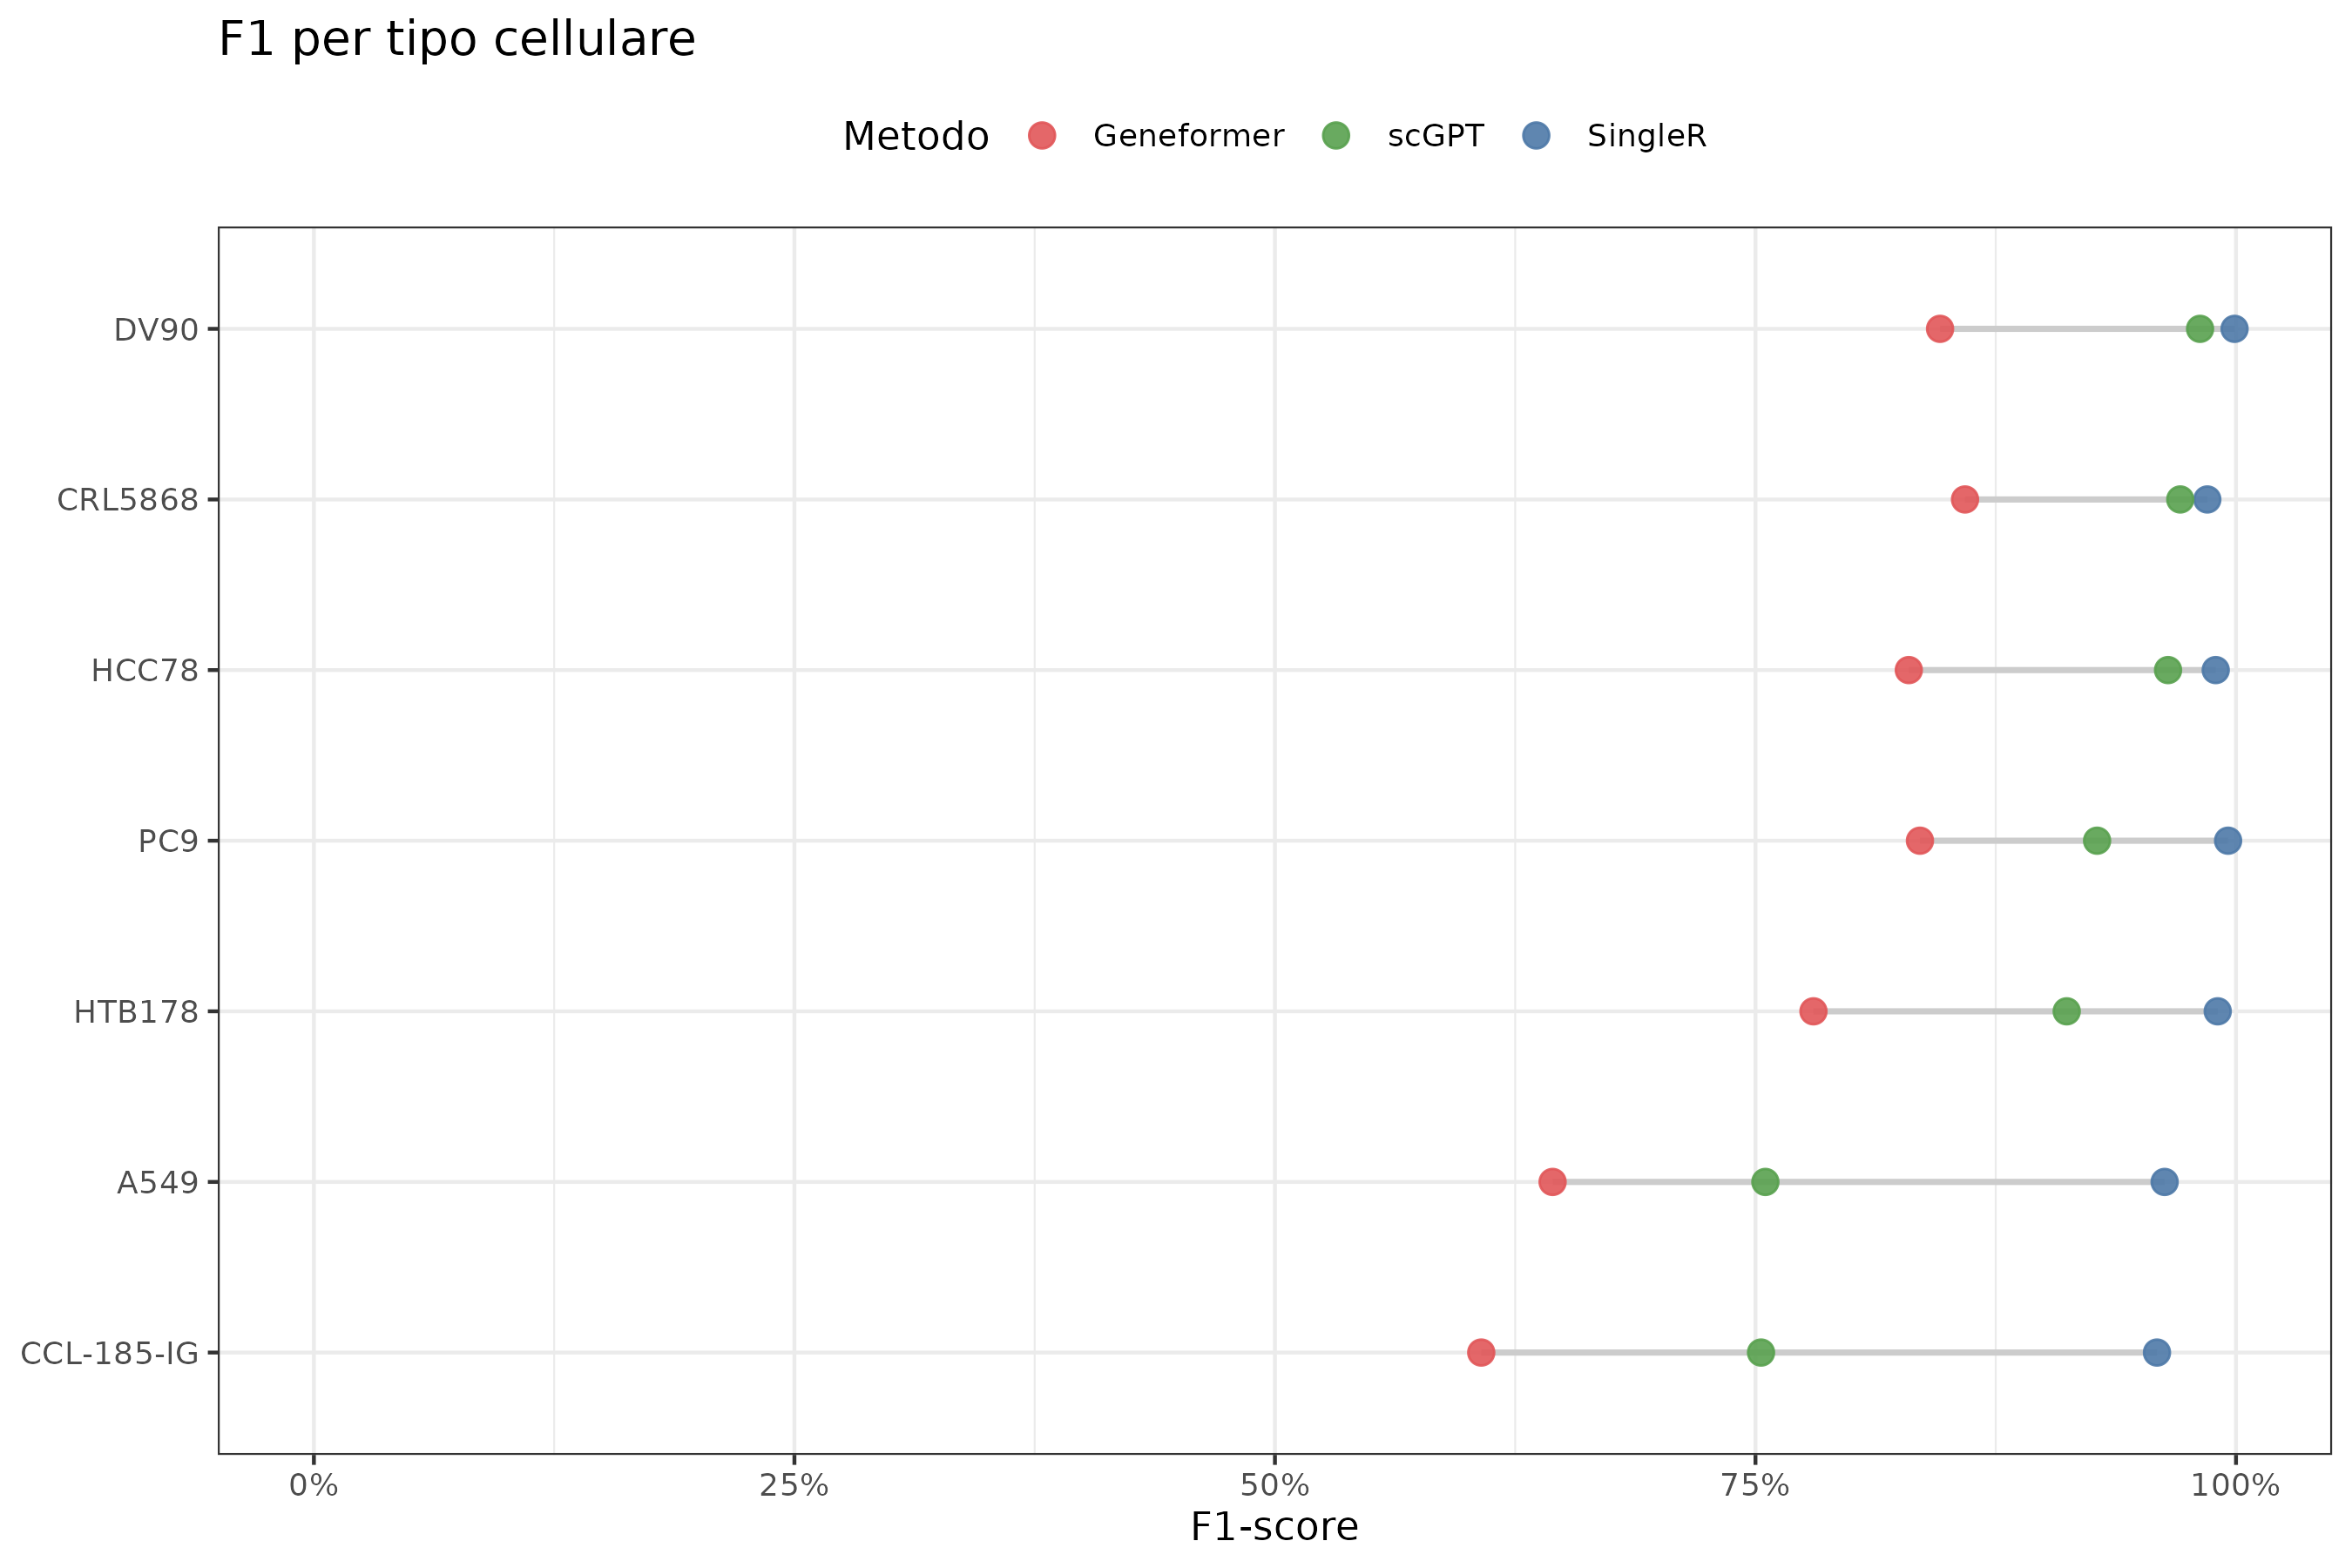 F1 per tipo cellulare
Metodo Geneformer scGPT SingleR
DV90
CRL5868
HCC78
PC9
HTB178
A549
CCL-185-IG
0% 25% 50% 75% 100%
F1-score